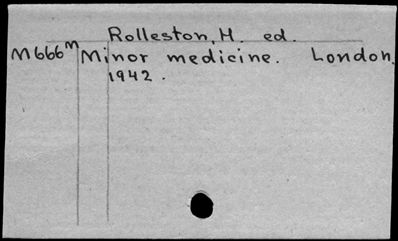 Rolleston, H. ed.
M666m Minor medicine. London.
1942.